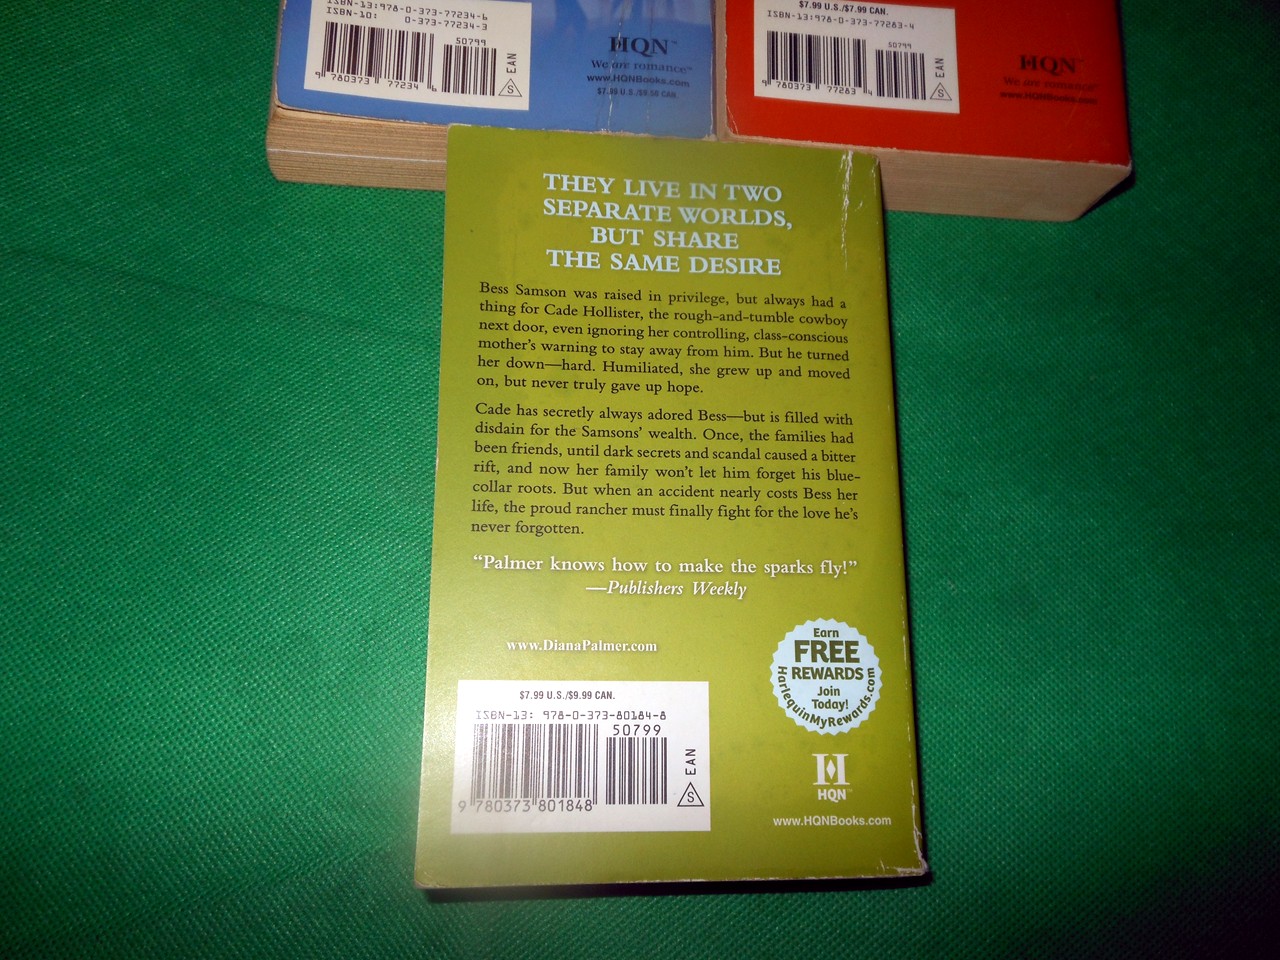 ISBN-13:978-0-373-77234-6
ISBN-10: 0-373-77234-3
50799
EAN
S
9 780373 77234 6
HQN™
We are romance™
www.HQNBooks.com
$7.99 U.S./$9.50 CAN.
$7.99 U.S./$7.99 CAN.
ISBN-13:978-0-373-77283-4
50799
EAN
S
9 780373 77283 4
HQN™
We are romance™
www.HQNBooks.com
THEY LIVE IN TWO
SEPARATE WORLDS,
BUT SHARE
THE SAME DESIRE
Bess Samson was raised in privilege, but always had a
thing for Cade Hollister, the rough-and-tumble cowboy
next door, even ignoring her controlling, class-conscious
mother's warning to stay away from him. But he turned
her down—hard. Humiliated, she grew up and moved
on, but never truly gave up hope.
Cade has secretly always adored Bess—but is filled with
disdain for the Samsons' wealth. Once, the families had
been friends, until dark secrets and scandal caused a bitter
rift, and now her family won't let him forget his blue-
collar roots. But when an accident nearly costs Bess her
life, the proud rancher must finally fight for the love he's
never forgotten.
“Palmer knows how to make the sparks fly!”
—Publishers Weekly
www.DianaPalmer.com
Earn
FREE
REWARDS
Join
Today!
HarlequinMyRewards.com
$7.99 U.S./$9.99 CAN.
ISBN-13: 978-0-373-80184-8
50799
EAN
S
9 780373 801848
H
HQN™
www.HQNBooks.com